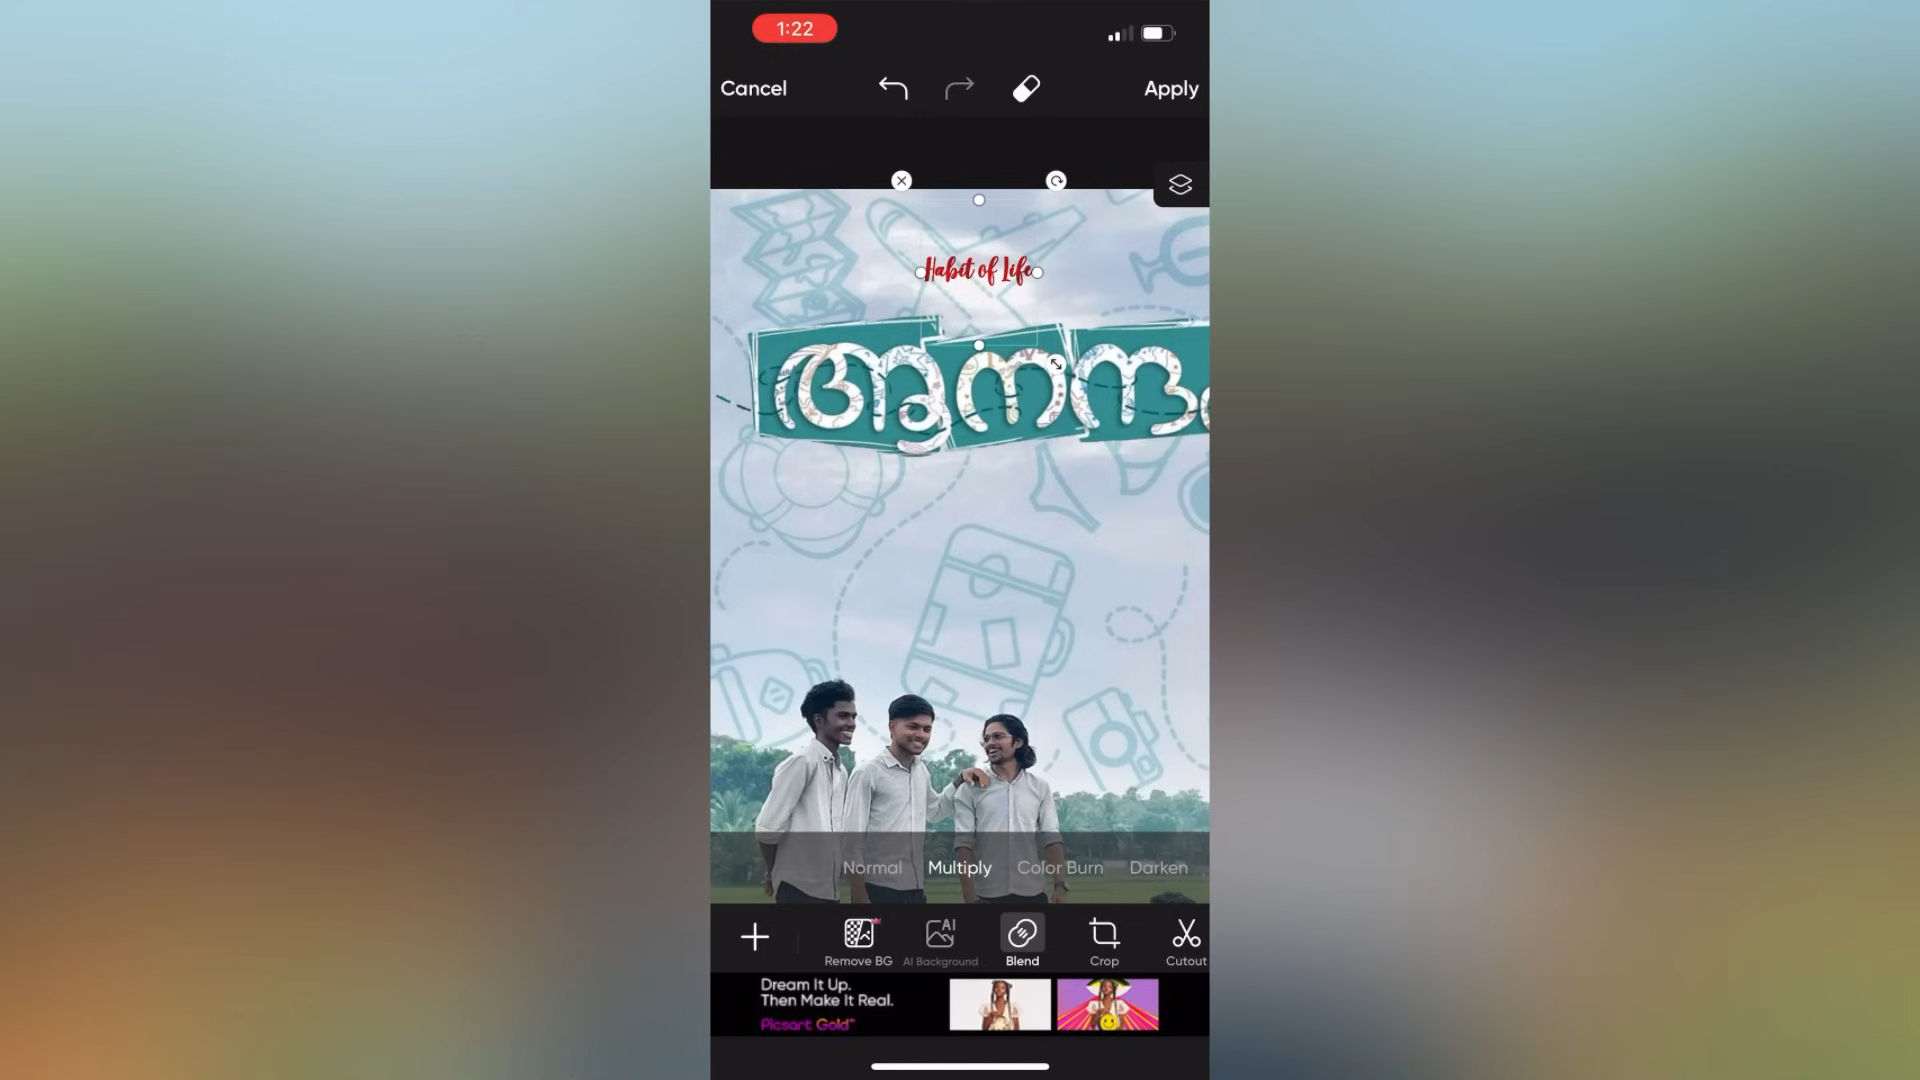 1:22
Cancel
Apply
Habit of Life
Normal Multiply Color Burn Darken
Remove BG AI Background Blend Crop Cutout
Dream It Up.
Then Make It Real.
Picsart Gold